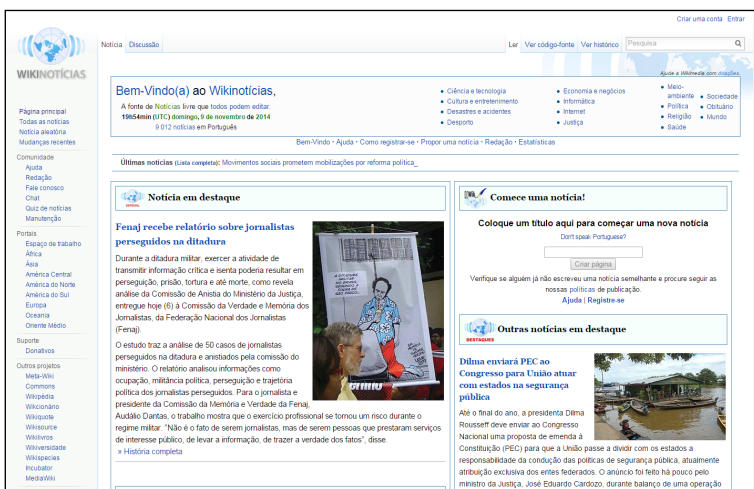 Criar uma conta Entrar
WIKINOTÍCIAS
Notícia Discussão
Ler Ver código-fonte Ver histórico Pesquisa
Ajude a Wikimedia com doações.
Página principal
Todas as notícias
Notícia aleatória
Mudanças recentes
Comunidade
Ajuda
Redação
Fale conosco
Chat
Quiz de notícias
Manutenção
Portais
Espaço de trabalho
África
Ásia
América Central
América do Norte
América do Sul
Europa
Oceania
Oriente Médio
Suporte
Donativos
Outros projetos
Meta-Wiki
Commons
Wikipédia
Wikcionário
Wikiquote
Wikisource
Wikilivros
Wikiversidade
Wikispecies
Incubator
MediaWiki
Bem-Vindo(a) ao Wikinotícias,
A fonte de Notícias livre que todos podem editar.
19h54min (UTC) domingo, 9 de novembro de 2014
9 012 notícias em Português
Ciência e tecnologia
Cultura e entretenimento
Desastres e acidentes
Desporto
Economia e negócios
Informática
Internet
Justiça
Meio-
ambiente
Política
Religião
Saúde
Sociedade
Obituário
Mundo
Bem-Vindo · Ajuda · Como registrar-se · Propor uma notícia · Redação · Estatísticas
Últimas notícias (Lista completa): Movimentos sociais prometem mobilizações por reforma política_
Notícia em destaque
Fenaj recebe relatório sobre jornalistas
perseguidos na ditadura
Durante a ditadura militar, exercer a atividade de
transmitir informação crítica e isenta poderia resultar em
perseguição, prisão, tortura e até morte, como revela
análise da Comissão de Anistia do Ministério da Justiça,
entregue hoje (6) à Comissão da Verdade e Memória dos
Jornalistas, da Federação Nacional dos Jornalistas
(Fenaj).
O estudo traz a análise de 50 casos de jornalistas
perseguidos na ditadura e anistiados pela comissão do
ministério. O relatório analisou informações como
ocupação, militância política, perseguição e trajetória
política dos jornalistas perseguidos. Para o jornalista e
presidente da Comissão da Memória e Verdade da Fenaj,
Audálio Dantas, o trabalho mostra que o exercício profissional se tornou um risco durante o
regime militar. “Não é o fato de serem jornalistas, mas de serem pessoas que prestaram serviços
de interesse público, de levar a informação, de trazer a verdade dos fatos”, disse.
» História completa
Comece uma notícia!
Coloque um título aqui para começar uma nova notícia
Don't speak Portuguese?
Criar página
Verifique se alguém já não escreveu uma notícia semelhante e procure seguir as
nossas políticas de publicação.
Ajuda | Registre-se
DESTAQUES
Outras notícias em destaque
Dilma enviará PEC ao
Congresso para União atuar
com estados na segurança
pública
Até o final do ano, a presidenta Dilma
Rousseff deve enviar ao Congresso
Nacional uma proposta de emenda à
Constituição (PEC) para que a União passe a dividir com os estados a
responsabilidade da condução das políticas de segurança pública, atualmente
atribuição exclusiva dos entes federados. O anúncio foi feito há pouco pelo
ministro da Justiça, José Eduardo Cardozo, durante balanço de uma operação